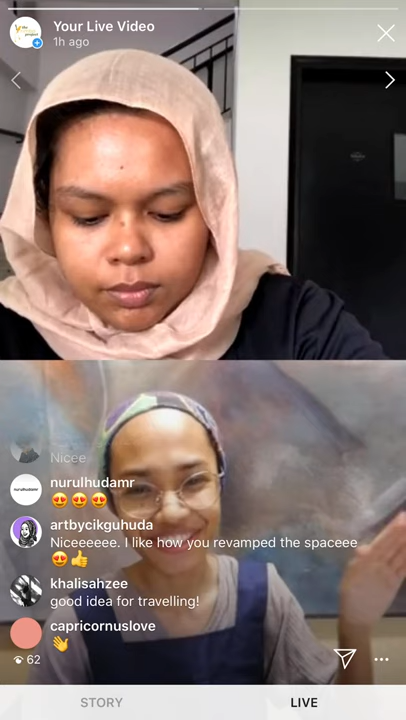 Your Live Video
1h ago
Nicee
nurulhudamr
😍😍😍
artbycikguhuda
Niceeeeee. I like how you revamped the spaceee
😍👍
khalisahzee
good idea for travelling!
capricornuslove
👋
62
STORY
LIVE